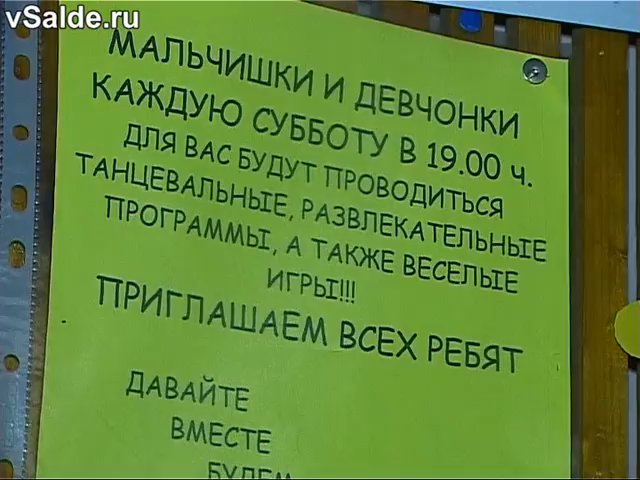 vSalde.ru
МАЛЬЧИШКИ И ДЕВЧОНКИ
КАЖДУЮ СУББОТУ В 19.00 ч.
ДЛЯ ВАС БУДУТ ПРОВОДИТЬСЯ
ТАНЦЕВАЛЬНЫЕ, РАЗВЛЕКАТЕЛЬНЫЕ
ПРОГРАММЫ, А ТАКЖЕ ВЕСЕЛЫЕ
ИГРЫ!!!
ПРИГЛАШАЕМ ВСЕХ РЕБЯТ
ДАВАЙТЕ
ВМЕСТЕ
БУДЕМ